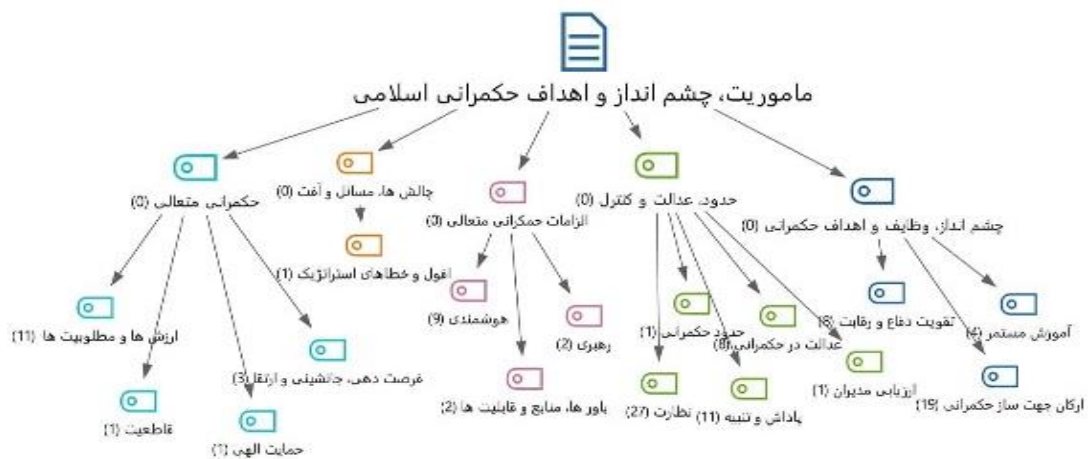 ماموریت، چشم انداز و اهداف حکمرانی اسلامی
چشم انداز، وظایف و اهداف حکمرانی (0)
حدود، عدالت و کنترل (0)
الزامات حمکرانی متعالی (0)
چالش ها، مسائل و آفت (0)
حکمرانی متعالی (0)
آموزش مستمر (4)
تقویت دفاع و رقابت (8)
ارکان جهت ساز حکمرانی (19)
عدالت در حکمرانی (8)
حدود حکمرانی (1)
ارزیابی مدیران (1)
پاداش و تنبیه (11)
نظارت (27)
رهبری (2)
هوشمندی (9)
باور ها، منابع و قابلیت ها (2)
افول و خطاهای استراتژیک (1)
ارزش ها و مطلوبیت ها (11)
فرصت دهی، جانشینی و ارتقا (3)
قاطعیت (1)
حمایت الهی (1)